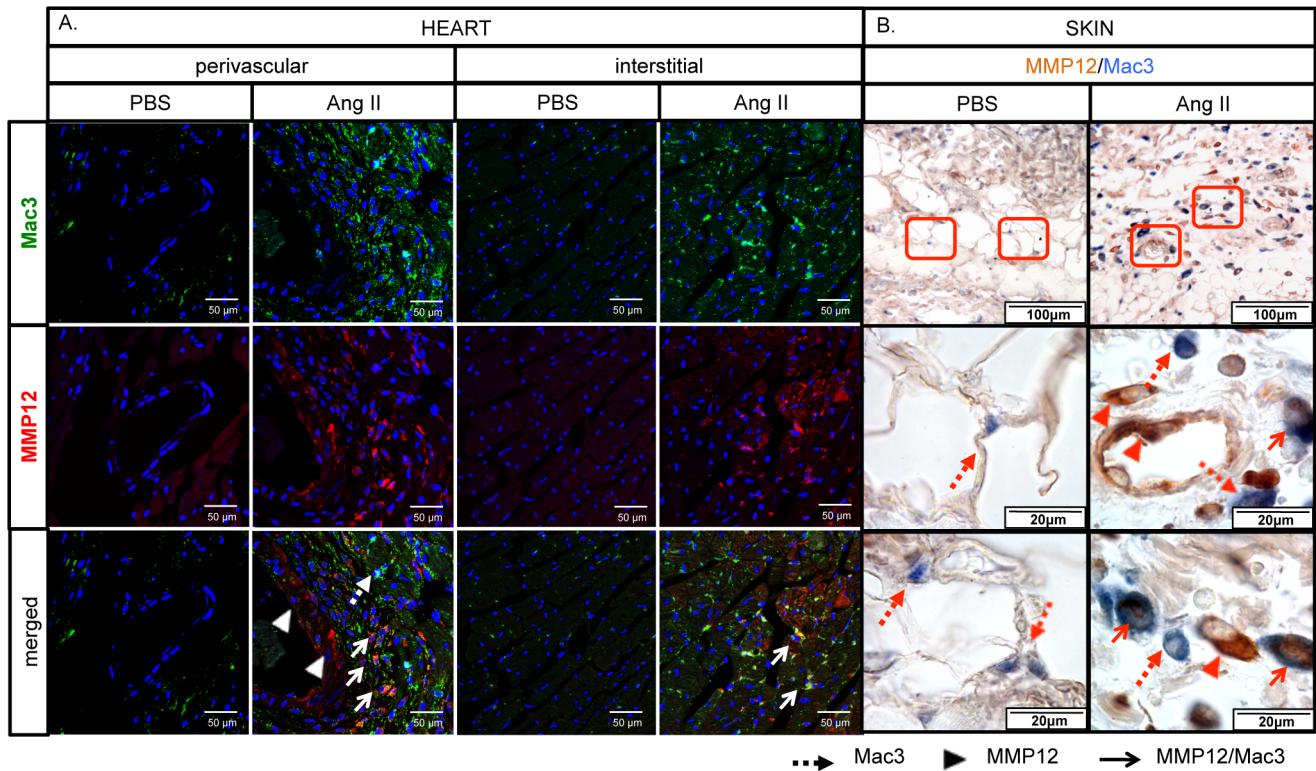 A. HEART B. SKIN
perivascular interstitial MMP12/Mac3
PBS Ang II PBS Ang II PBS Ang II
Mac3
50 µm 50 µm 50 µm 50 µm 100µm 100µm
MMP12
50 µm 50 µm 50 µm 50 µm 20µm 20µm
merged
50 µm 50 µm 50 µm 50 µm 20µm 20µm
Mac3 MMP12 MMP12/Mac3